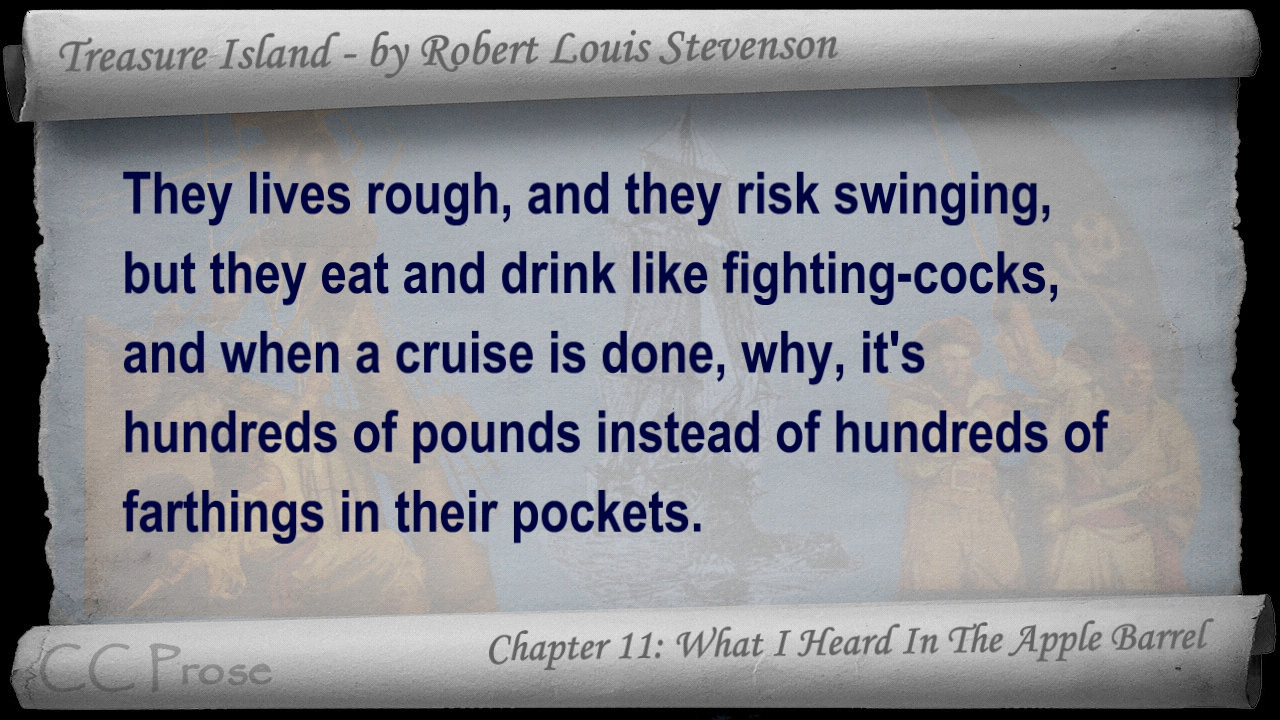 Treasure Island - by Robert Louis Stevenson
They lives rough, and they risk swinging,
but they eat and drink like fighting-cocks,
and when a cruise is done, why, it's
hundreds of pounds instead of hundreds of
farthings in their pockets.
Chapter 11: What I Heard In The Apple Barrel
CC Prose